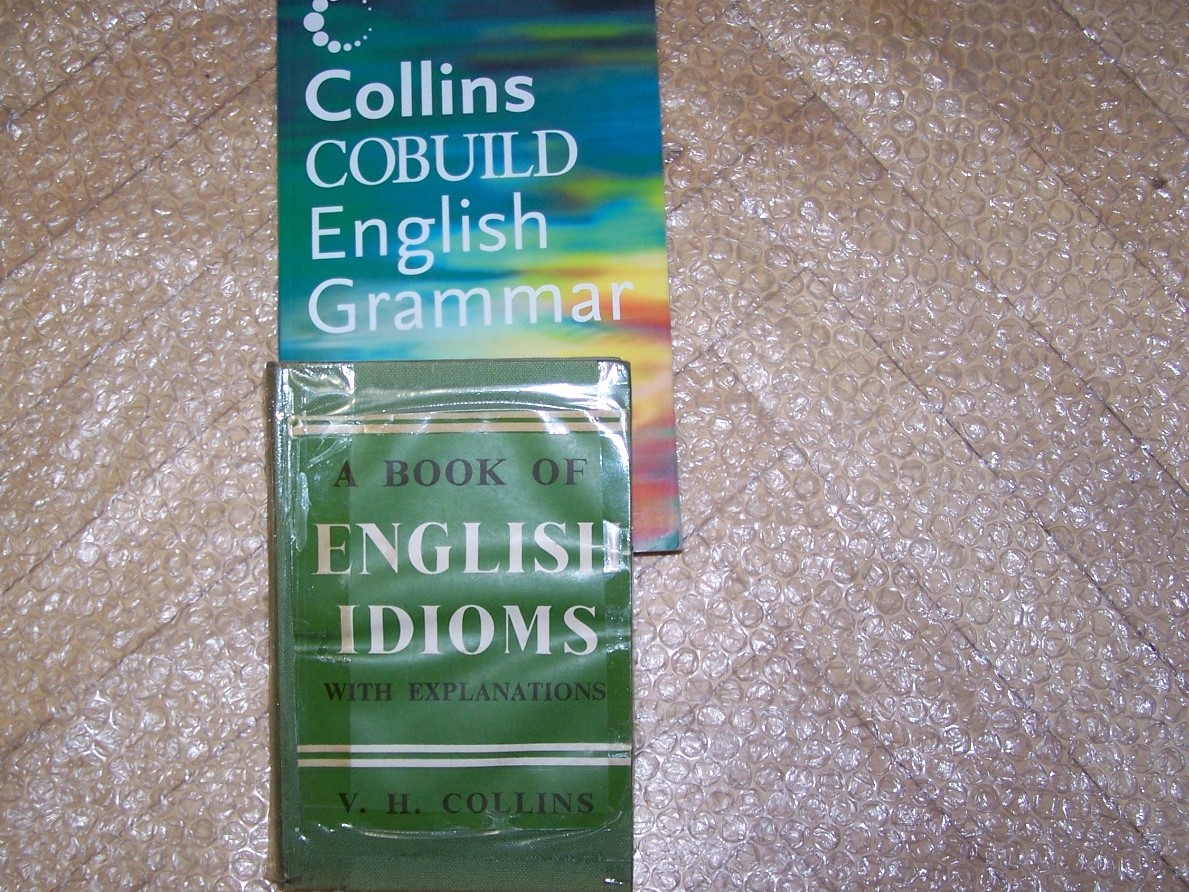 Collins
COBUILD
English
Grammar
A BOOK OF
ENGLISH
IDIOMS
WITH EXPLANATIONS
V. H. COLLINS